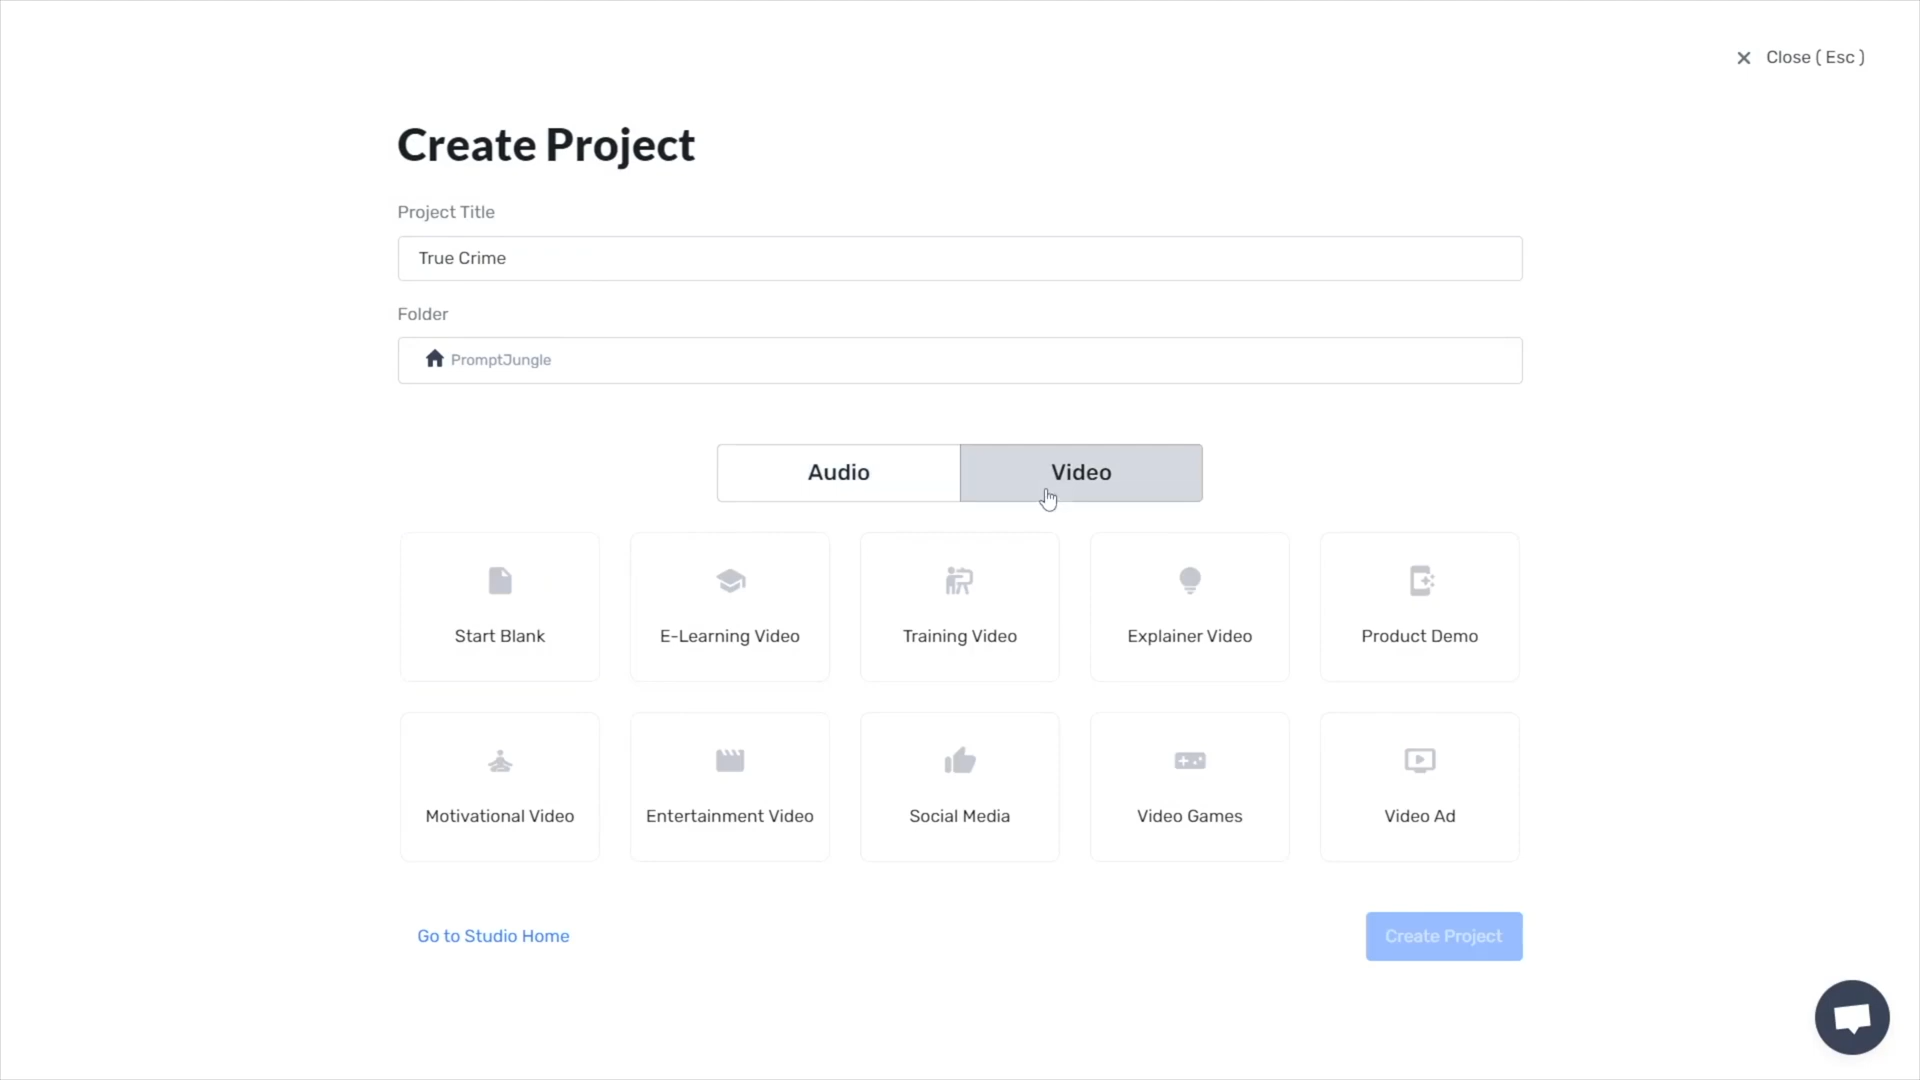 Close ( Esc )
Create Project
Project Title
True Crime
Folder
PromptJungle
Audio
Video
Start Blank
E-Learning Video
Training Video
Explainer Video
Product Demo
Motivational Video
Entertainment Video
Social Media
Video Games
Video Ad
Go to Studio Home
Create Project